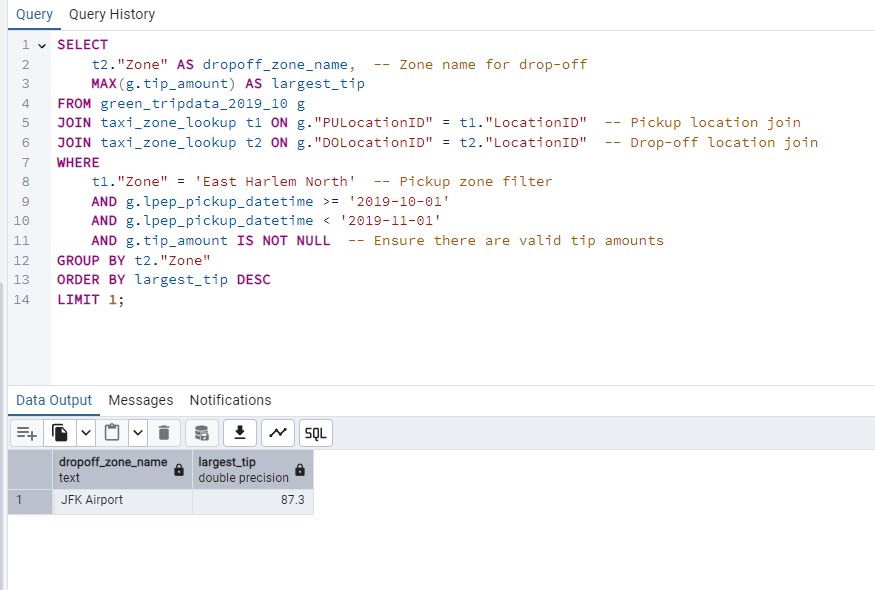 Query Query History
1 SELECT
2 t2."Zone" AS dropoff_zone_name, -- Zone name for drop-off
3 MAX(g.tip_amount) AS largest_tip
4 FROM green_tripdata_2019_10 g
5 JOIN taxi_zone_lookup t1 ON g."PULocationID" = t1."LocationID" -- Pickup location join
6 JOIN taxi_zone_lookup t2 ON g."DOLocationID" = t2."LocationID" -- Drop-off location join
7 WHERE
8 t1."Zone" = 'East Harlem North' -- Pickup zone filter
9 AND g.lpep_pickup_datetime >= '2019-10-01'
10 AND g.lpep_pickup_datetime < '2019-11-01'
11 AND g.tip_amount IS NOT NULL -- Ensure there are valid tip amounts
12 GROUP BY t2."Zone"
13 ORDER BY largest_tip DESC
14 LIMIT 1;
Data Output Messages Notifications
SQL
dropoff_zone_name largest_tip
text double precision
1 JFK Airport 87.3